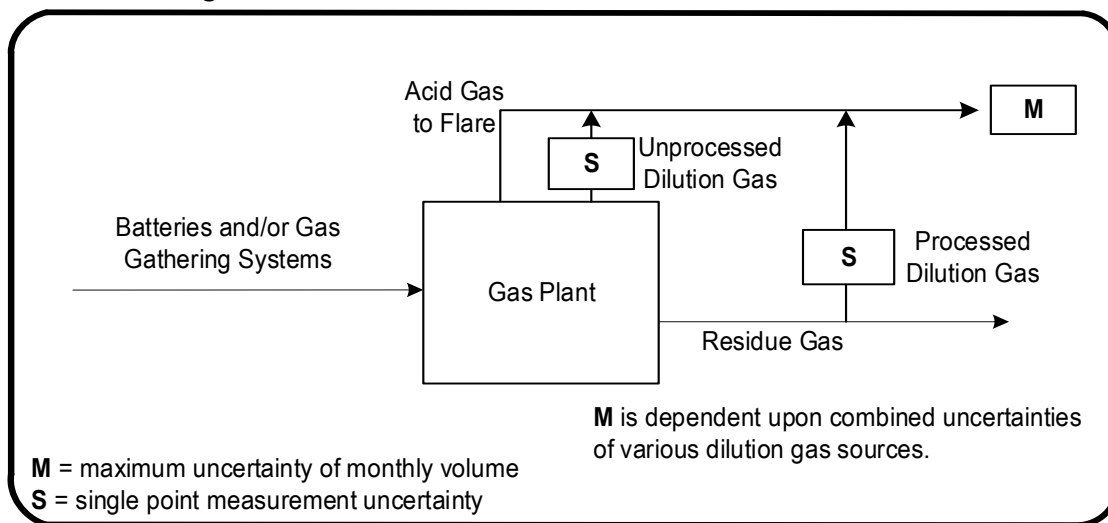 Acid Gas
to Flare
M
S
Unprocessed
Dilution Gas
Batteries and/or Gas
Gathering Systems
S
Processed
Dilution Gas
Gas Plant
Residue Gas
M is dependent upon combined uncertainties
of various dilution gas sources.
M = maximum uncertainty of monthly volume
S = single point measurement uncertainty